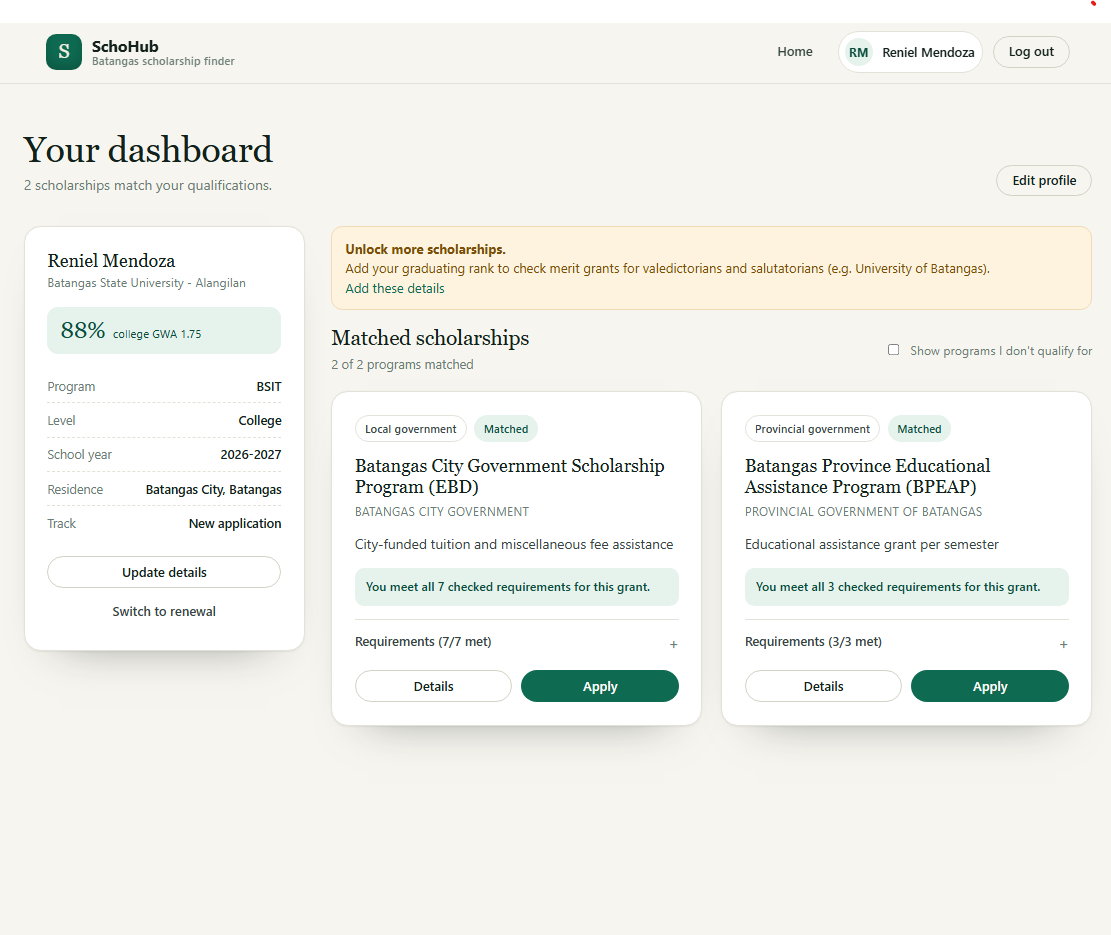 S
SchoHub
Batangas scholarship finder
Home
RM
Reniel Mendoza
Log out
Your dashboard
2 scholarships match your qualifications.
Edit profile
Reniel Mendoza
Batangas State University - Alangilan
88% college GWA 1.75
Program BSIT
Level College
School year 2026-2027
Residence Batangas City, Batangas
Track New application
Update details
Switch to renewal
Unlock more scholarships.
Add your graduating rank to check merit grants for valedictorians and salutatorians (e.g. University of Batangas).
Add these details
Matched scholarships
2 of 2 programs matched
Show programs I don't qualify for
Local government
Matched
Batangas City Government Scholarship
Program (EBD)
BATANGAS CITY GOVERNMENT
City-funded tuition and miscellaneous fee assistance
You meet all 7 checked requirements for this grant.
Requirements (7/7 met) +
Details
Apply
Provincial government
Matched
Batangas Province Educational
Assistance Program (BPEAP)
PROVINCIAL GOVERNMENT OF BATANGAS
Educational assistance grant per semester
You meet all 3 checked requirements for this grant.
Requirements (3/3 met) +
Details
Apply